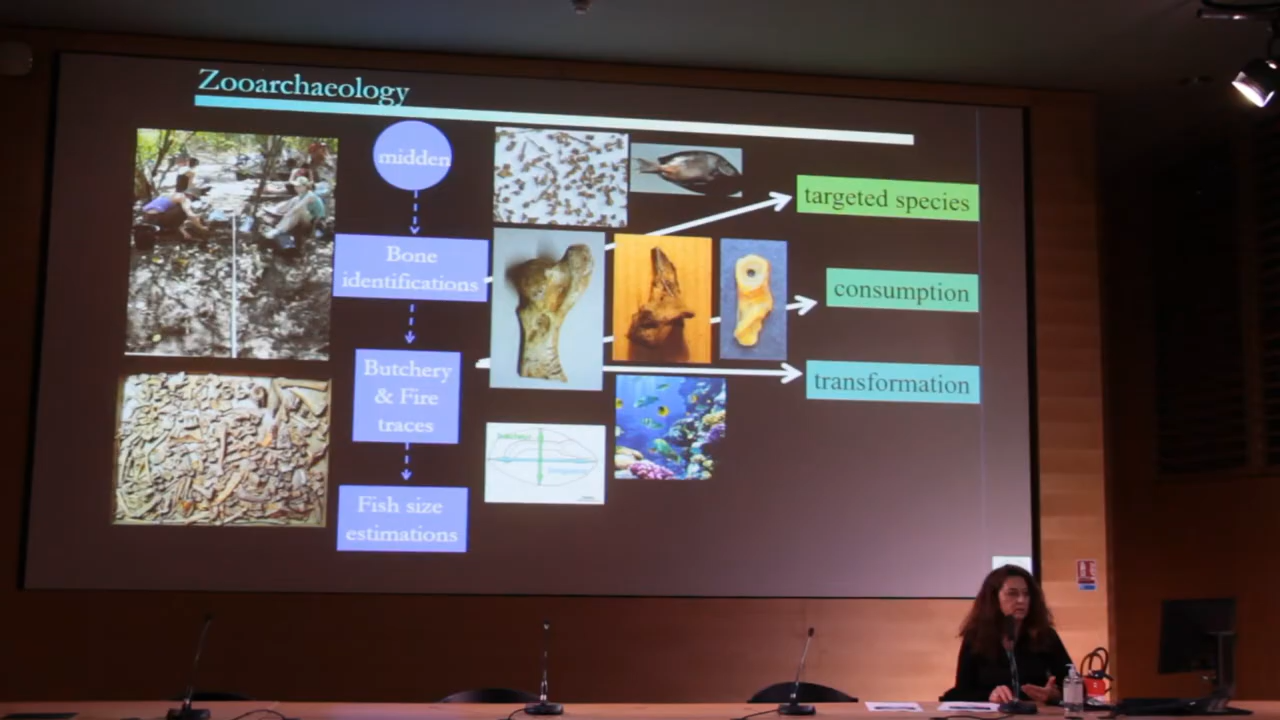 Zooarchaeology
midden
Bone
identifications
Butchery
& Fire
traces
Fish size
estimations
targeted species
consumption
transformation